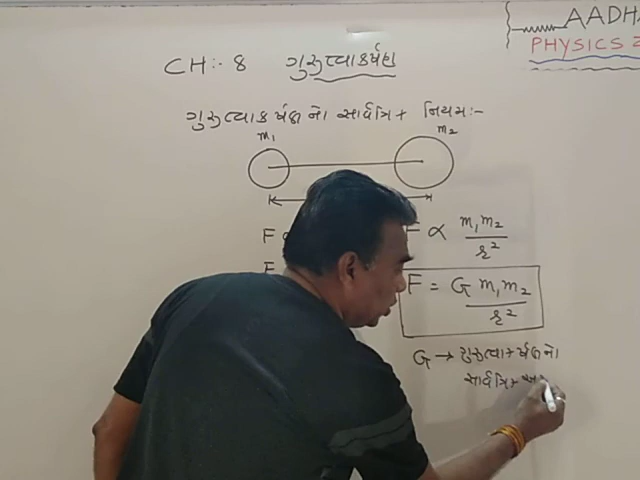 AADHA
PHYSICS
CH:- 8 ગુરુત્વાકર્ષણ
ગુરુત્વાકર્ષણનો સાર્વત્રિક નિયમ:-
m₁ m₂
F ∝ m₁m₂/r²
F = G m₁m₂/r²
G → ગુરુત્વાકર્ષણનો
સાર્વત્રિક